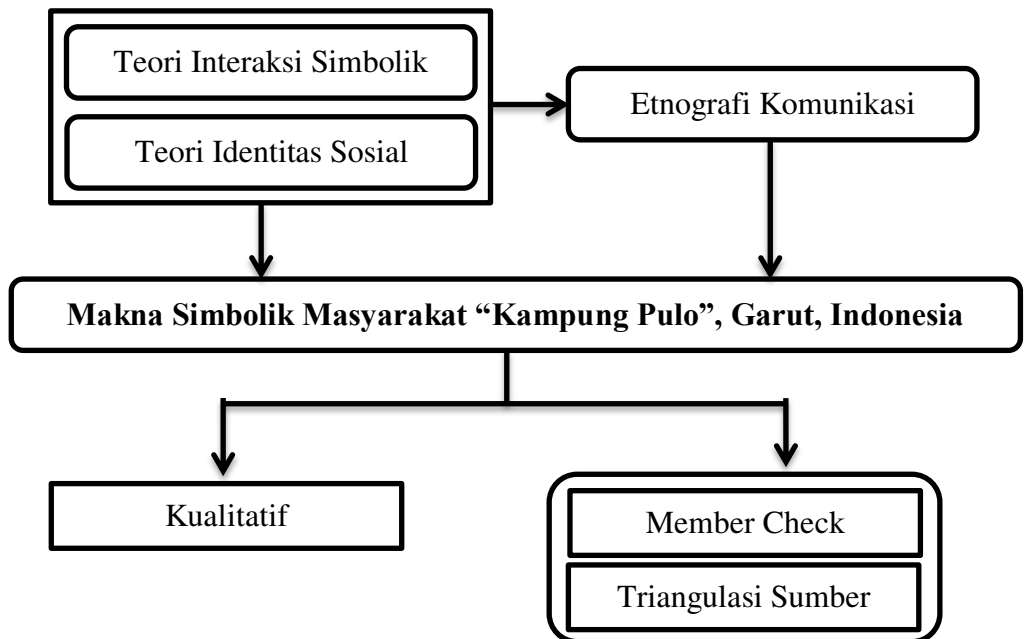 Teori Interaksi Simbolik
Teori Identitas Sosial
Etnografi Komunikasi
Makna Simbolik Masyarakat “Kampung Pulo”, Garut, Indonesia
Kualitatif
Member Check
Triangulasi Sumber